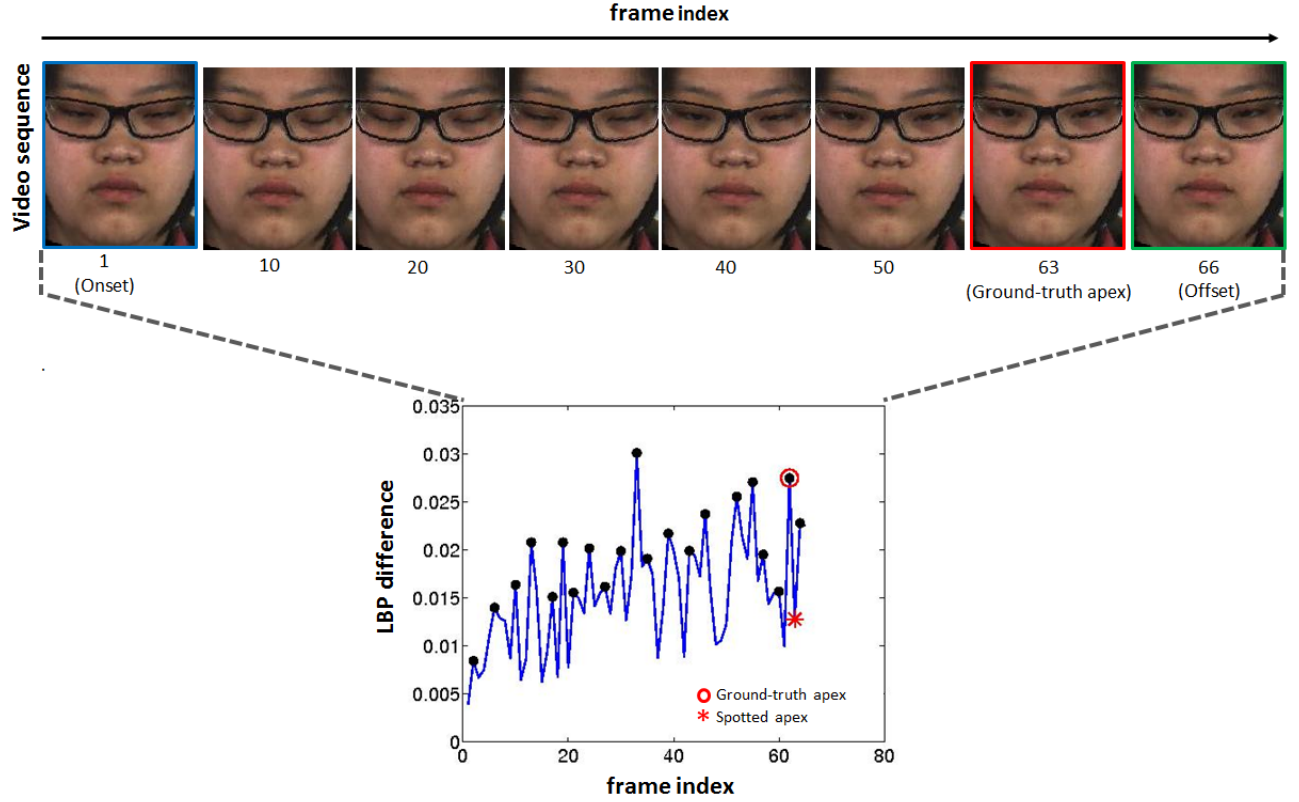 frame index
Video sequence
1
(Onset)
10
20
30
40
50
63
(Ground-truth apex)
66
(Offset)
.
0.035
0.03
0.025
0.02
0.015
0.01
0.005
0
LBP difference
Ground-truth apex
Spotted apex
0
20
40
60
80
frame index